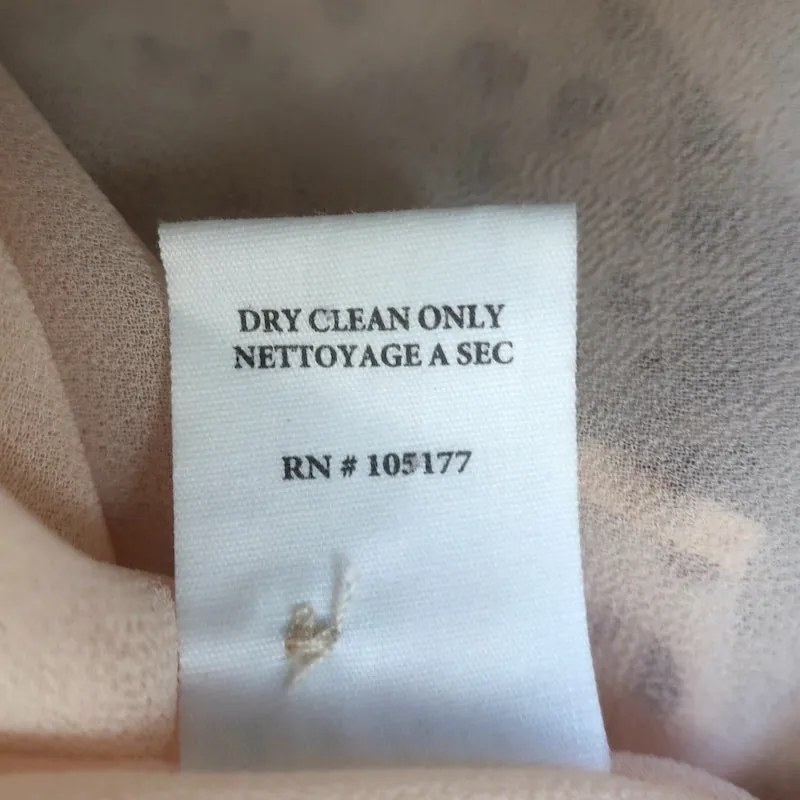 DRY CLEAN ONLY
NETTOYAGE A SEC
RN # 105177